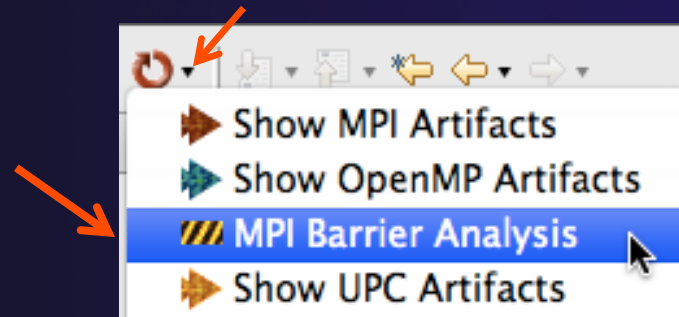 Show MPI Artifacts
Show OpenMP Artifacts
MPI Barrier Analysis
Show UPC Artifacts